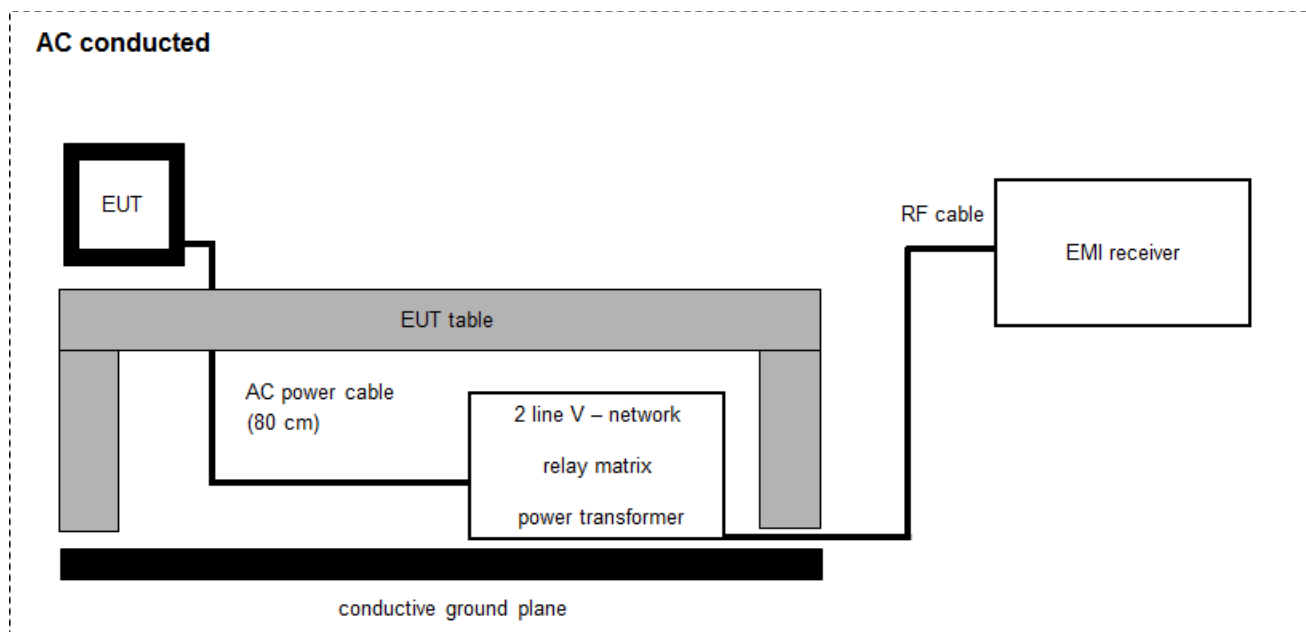 AC conducted
EUT
RF cable
EMI receiver
EUT table
AC power cable
(80 cm)
2 line V – network
relay matrix
power transformer
conductive ground plane